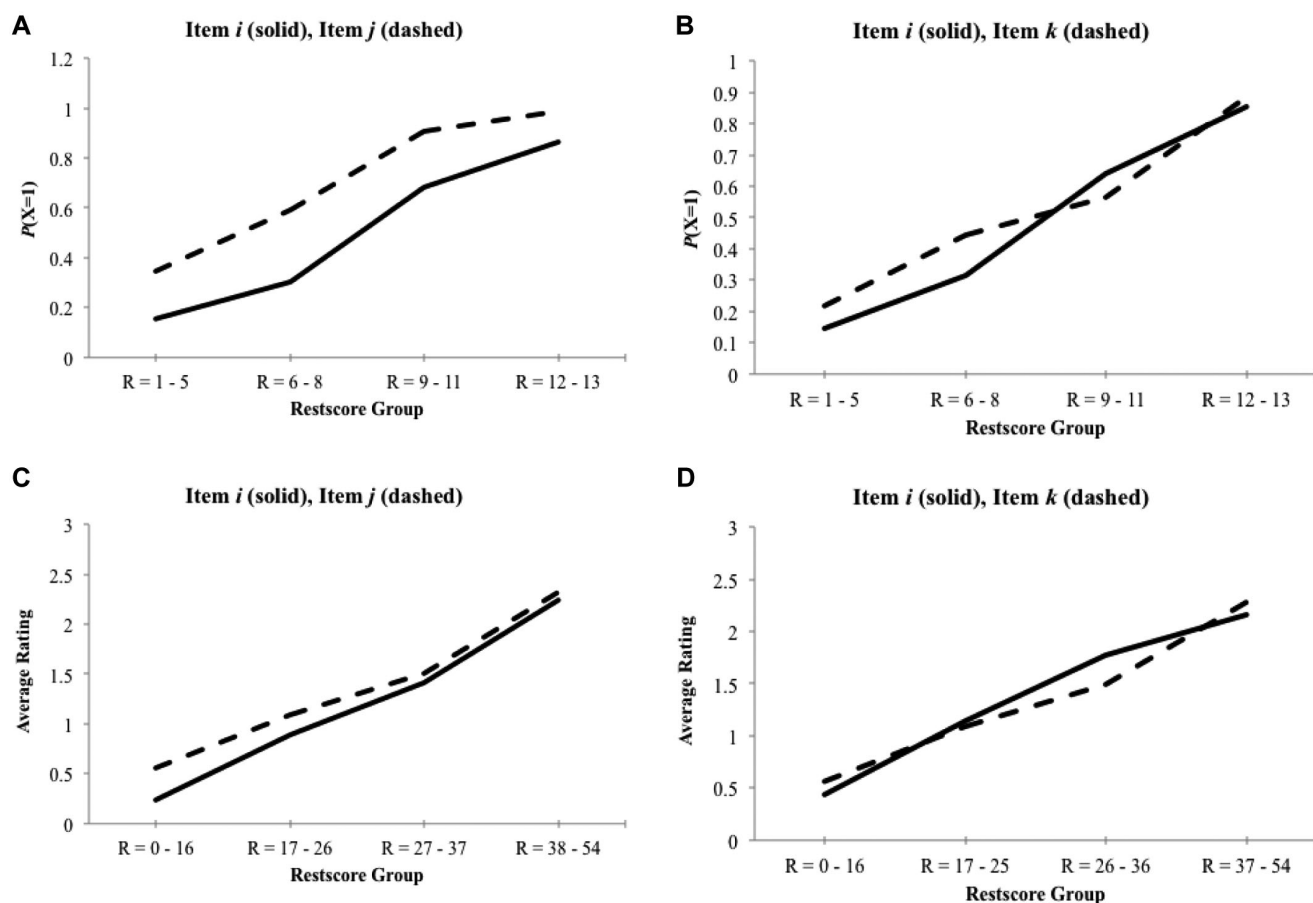 A
Item i (solid), Item j (dashed)
1.2
1
0.8
0.6
0.4
0.2
0
P(X=1)
R = 1 - 5 R = 6 - 8 R = 9 - 11 R = 12 - 13
Restscore Group
B
Item i (solid), Item k (dashed)
1
0.9
0.8
0.7
0.6
0.5
0.4
0.3
0.2
0.1
0
P(X=1)
R = 1 - 5 R = 6 - 8 R = 9 - 11 R = 12 - 13
Restscore Group
C
Item i (solid), Item j (dashed)
3
2.5
2
1.5
1
0.5
0
Average Rating
R = 0 - 16 R = 17 - 26 R = 27 - 37 R = 38 - 54
Restscore Group
D
Item i (solid), Item k (dashed)
3
2.5
2
1.5
1
0.5
0
Average Rating
R = 0 - 16 R = 17 - 25 R = 26 - 36 R = 37 - 54
Restscore Group